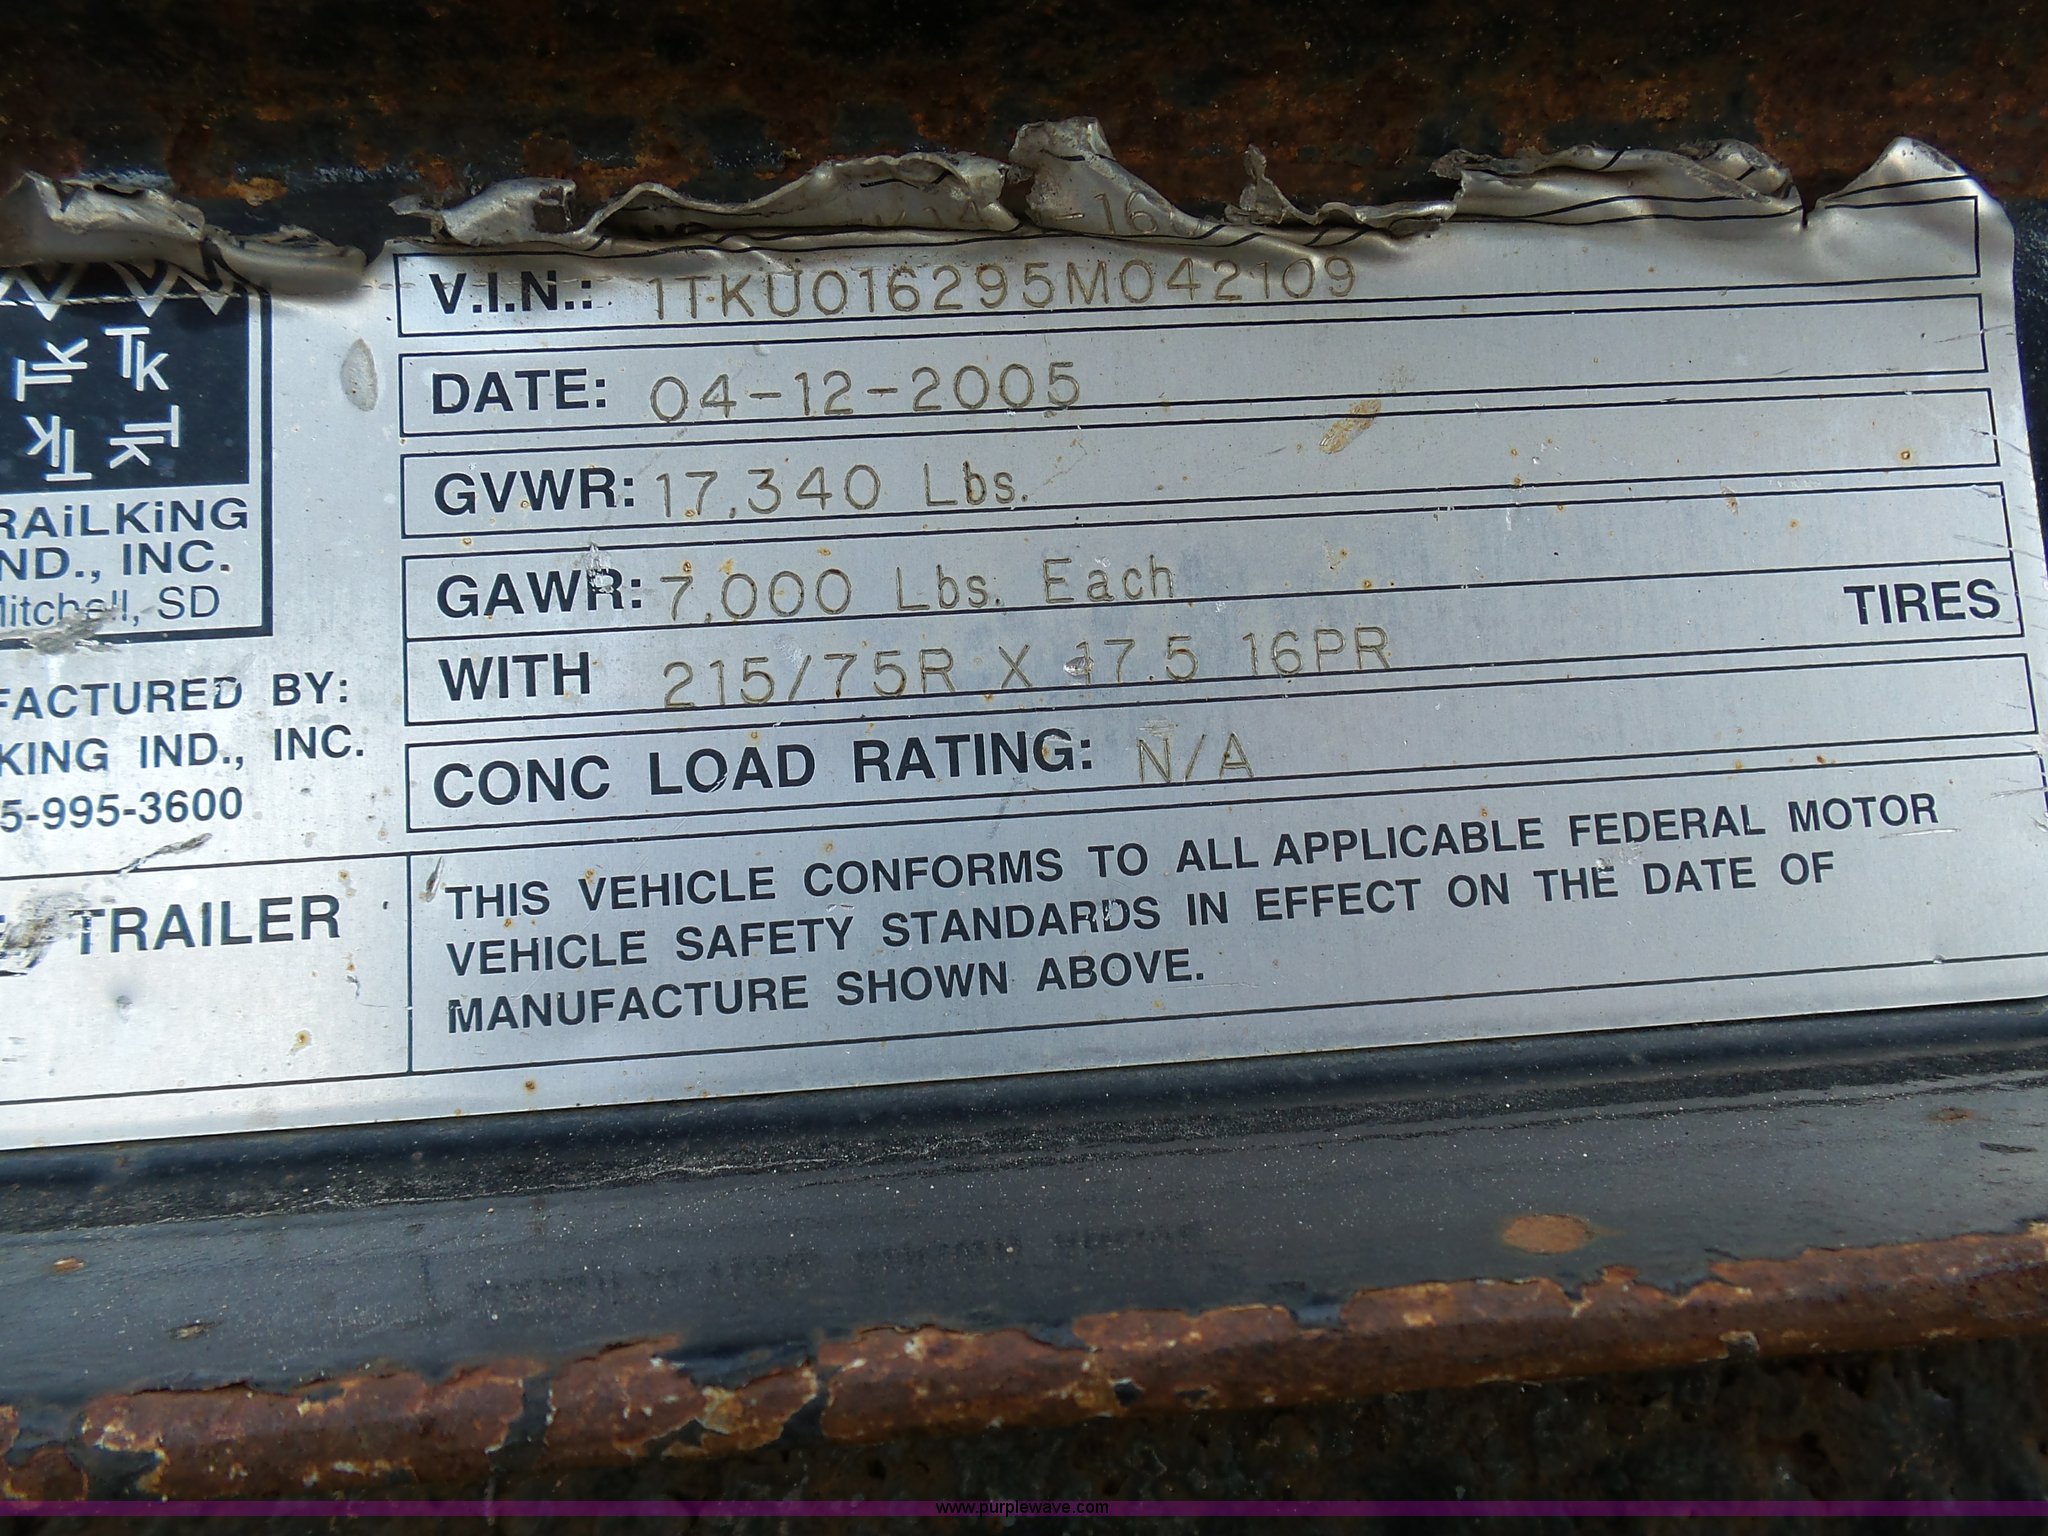 V.I.N.: 1TKU016295M042109
DATE: 04-12-2005
GVWR: 17,340 Lbs.
GAWR: 7,000 Lbs. Each
WITH 215/75R X 17.5 16PR TIRES
CONC LOAD RATING: N/A
THIS VEHICLE CONFORMS TO ALL APPLICABLE FEDERAL MOTOR
VEHICLE SAFETY STANDARDS IN EFFECT ON THE DATE OF
MANUFACTURE SHOWN ABOVE.
TK TK
TK TK
RAiLKiNG
ND., INC.
Mitchell, SD
FACTURED BY:
KING IND., INC.
5-995-3600
TRAILER
www.purplewave.com